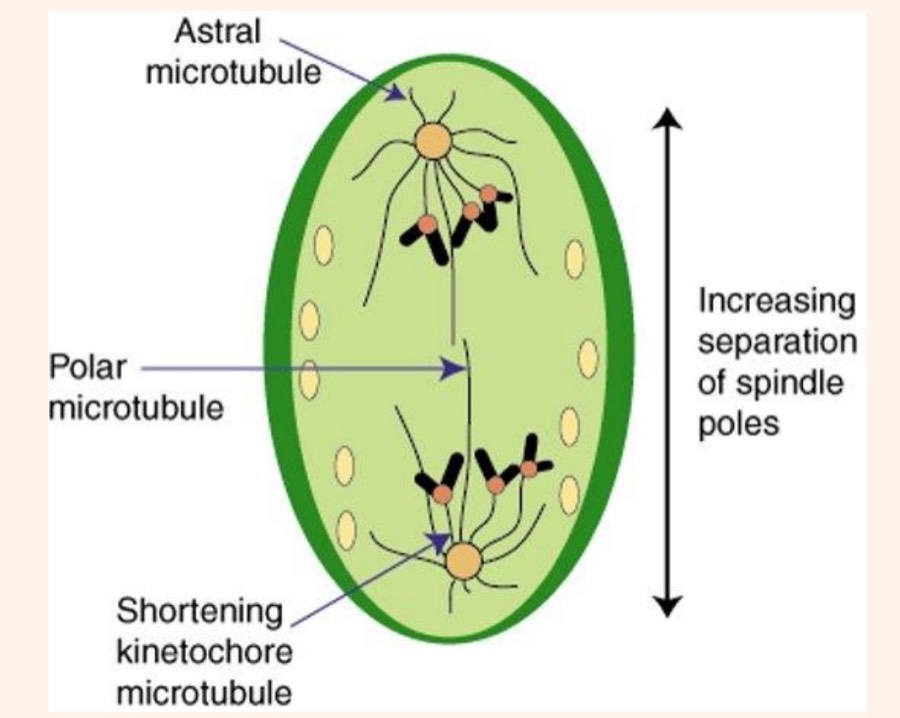 Astral
microtubule
Increasing
separation
of spindle
poles
Polar
microtubule
Shortening
kinetochore
microtubule